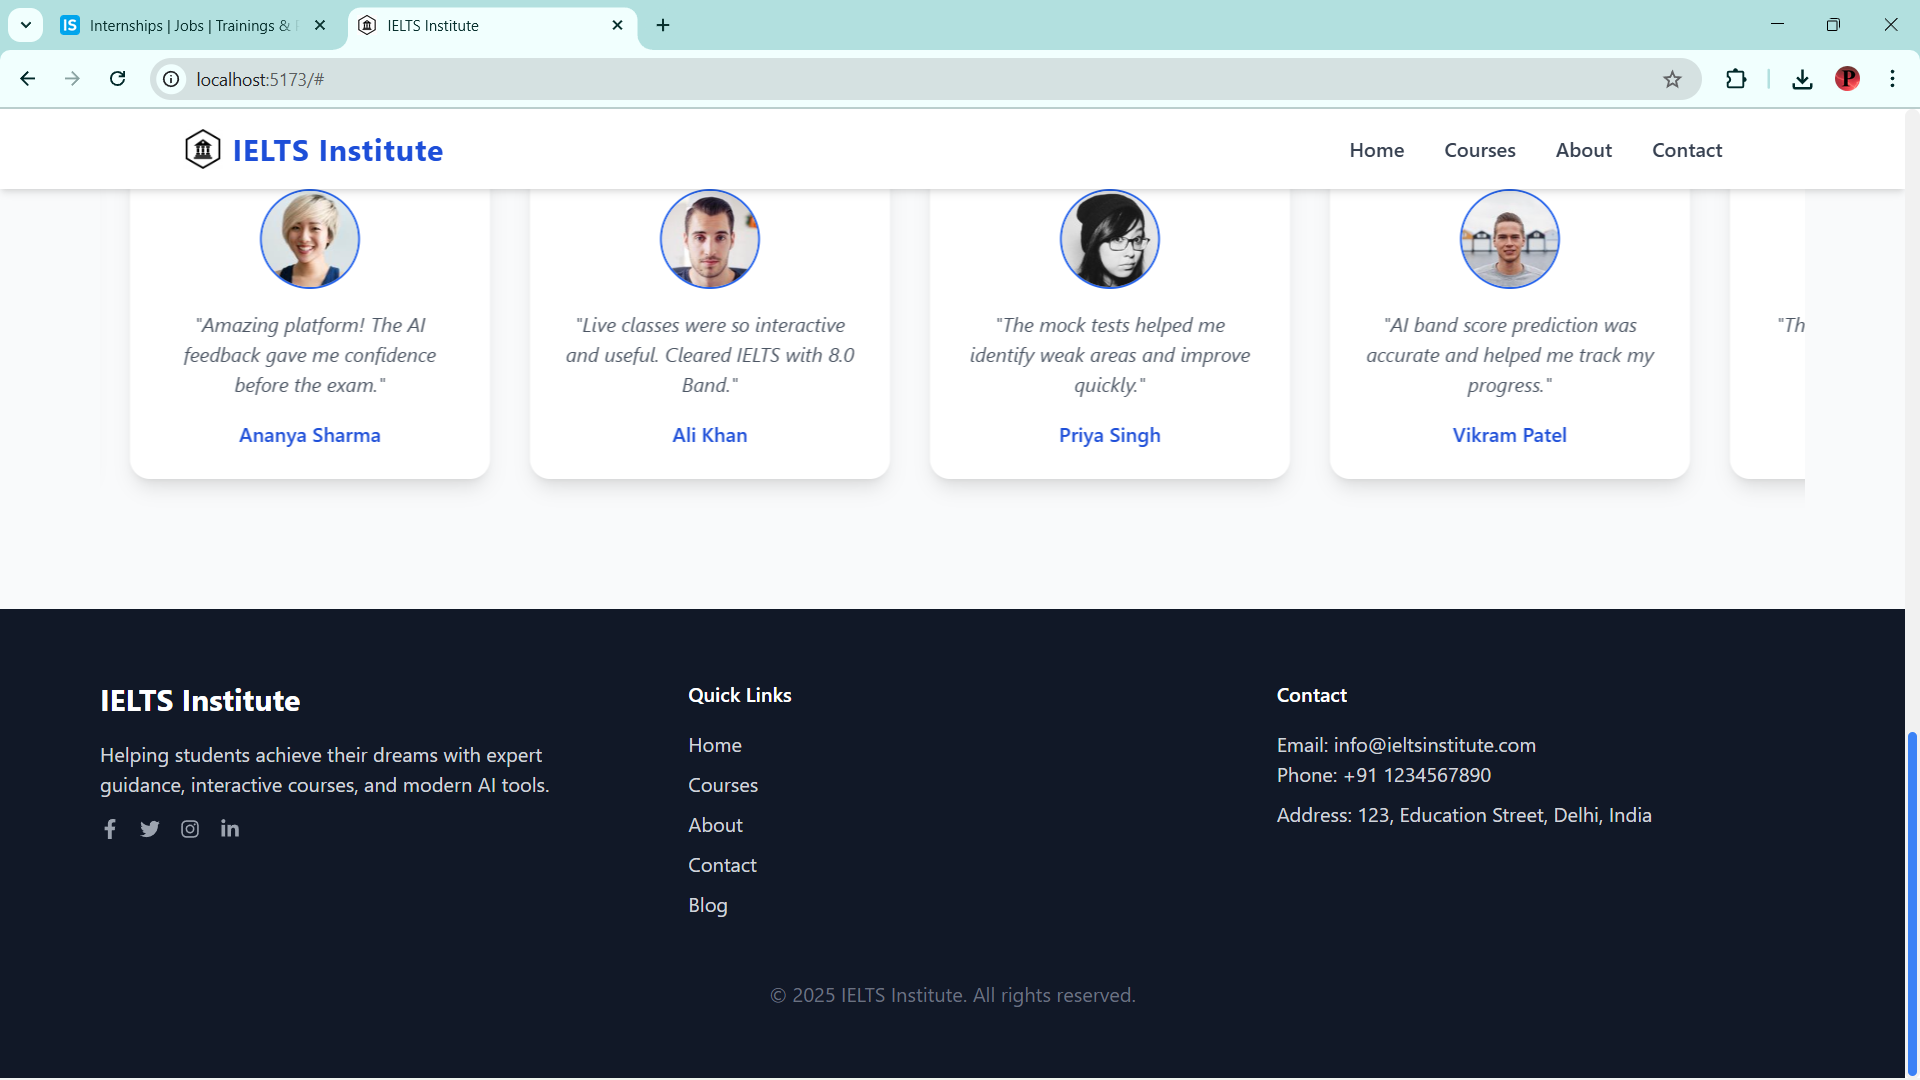 IS Internships | Jobs | Trainings &
IELTS Institute
localhost:5173/#
P
IELTS Institute
Home
Courses
About
Contact
"Amazing platform! The AI
feedback gave me confidence
before the exam."
Ananya Sharma
"Live classes were so interactive
and useful. Cleared IELTS with 8.0
Band."
Ali Khan
"The mock tests helped me
identify weak areas and improve
quickly."
Priya Singh
"AI band score prediction was
accurate and helped me track my
progress."
Vikram Patel
"Th
IELTS Institute
Helping students achieve their dreams with expert
guidance, interactive courses, and modern AI tools.
Quick Links
Home
Courses
About
Contact
Blog
Contact
Email: info@ieltsinstitute.com
Phone: +91 1234567890
Address: 123, Education Street, Delhi, India
© 2025 IELTS Institute. All rights reserved.